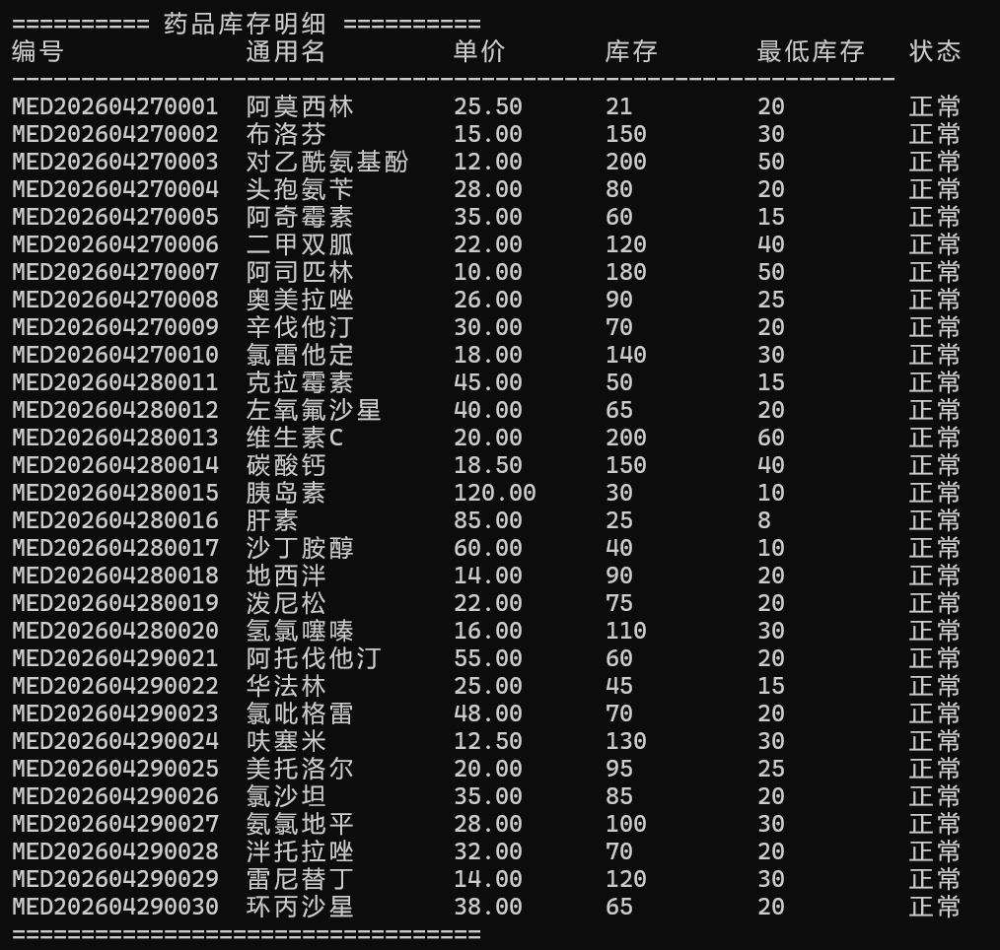 ========== 药品库存明细 ==========
编号 通用名 单价 库存 最低库存 状态
----------------------------------------------------------------
MED202604270001 阿莫西林 25.50 21 20 正常
MED202604270002 布洛芬 15.00 150 30 正常
MED202604270003 对乙酰氨基酚 12.00 200 50 正常
MED202604270004 头孢氨苄 28.00 80 20 正常
MED202604270005 阿奇霉素 35.00 60 15 正常
MED202604270006 二甲双胍 22.00 120 40 正常
MED202604270007 阿司匹林 10.00 180 50 正常
MED202604270008 奥美拉唑 26.00 90 25 正常
MED202604270009 辛伐他汀 30.00 70 20 正常
MED202604270010 氯雷他定 18.00 140 30 正常
MED202604280011 克拉霉素 45.00 50 15 正常
MED202604280012 左氧氟沙星 40.00 65 20 正常
MED202604280013 维生素C 20.00 200 60 正常
MED202604280014 碳酸钙 18.50 150 40 正常
MED202604280015 胰岛素 120.00 30 10 正常
MED202604280016 肝素 85.00 25 8 正常
MED202604280017 沙丁胺醇 60.00 40 10 正常
MED202604280018 地西泮 14.00 90 20 正常
MED202604280019 泼尼松 22.00 75 20 正常
MED202604280020 氢氯噻嗪 16.00 110 30 正常
MED202604290021 阿托伐他汀 55.00 60 20 正常
MED202604290022 华法林 25.00 45 15 正常
MED202604290023 氯吡格雷 48.00 70 20 正常
MED202604290024 呋塞米 12.50 130 30 正常
MED202604290025 美托洛尔 20.00 95 25 正常
MED202604290026 氯沙坦 35.00 85 20 正常
MED202604290027 氨氯地平 28.00 100 30 正常
MED202604290028 泮托拉唑 32.00 70 20 正常
MED202604290029 雷尼替丁 14.00 120 30 正常
MED202604290030 环丙沙星 38.00 65 20 正常
==================================